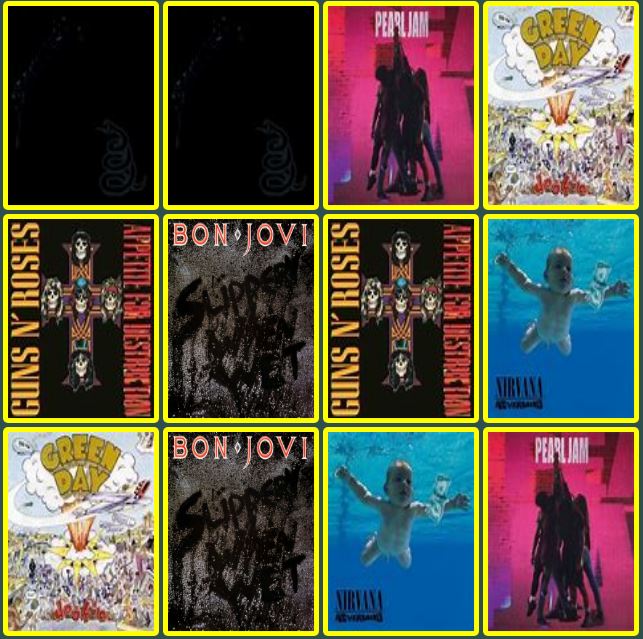 PEARL JAM
GREEN
DAY
dookie
GUNS N' ROSES
APPETITE FOR DESTRUCTION
BON JOVI
SLIPPERY
WHEN
WET
GUNS N' ROSES
APPETITE FOR DESTRUCTION
NIRVANA
NEVERMIND
GREEN
DAY
dookie
BON JOVI
SLIPPERY
WHEN
WET
NIRVANA
NEVERMIND
PEARL JAM